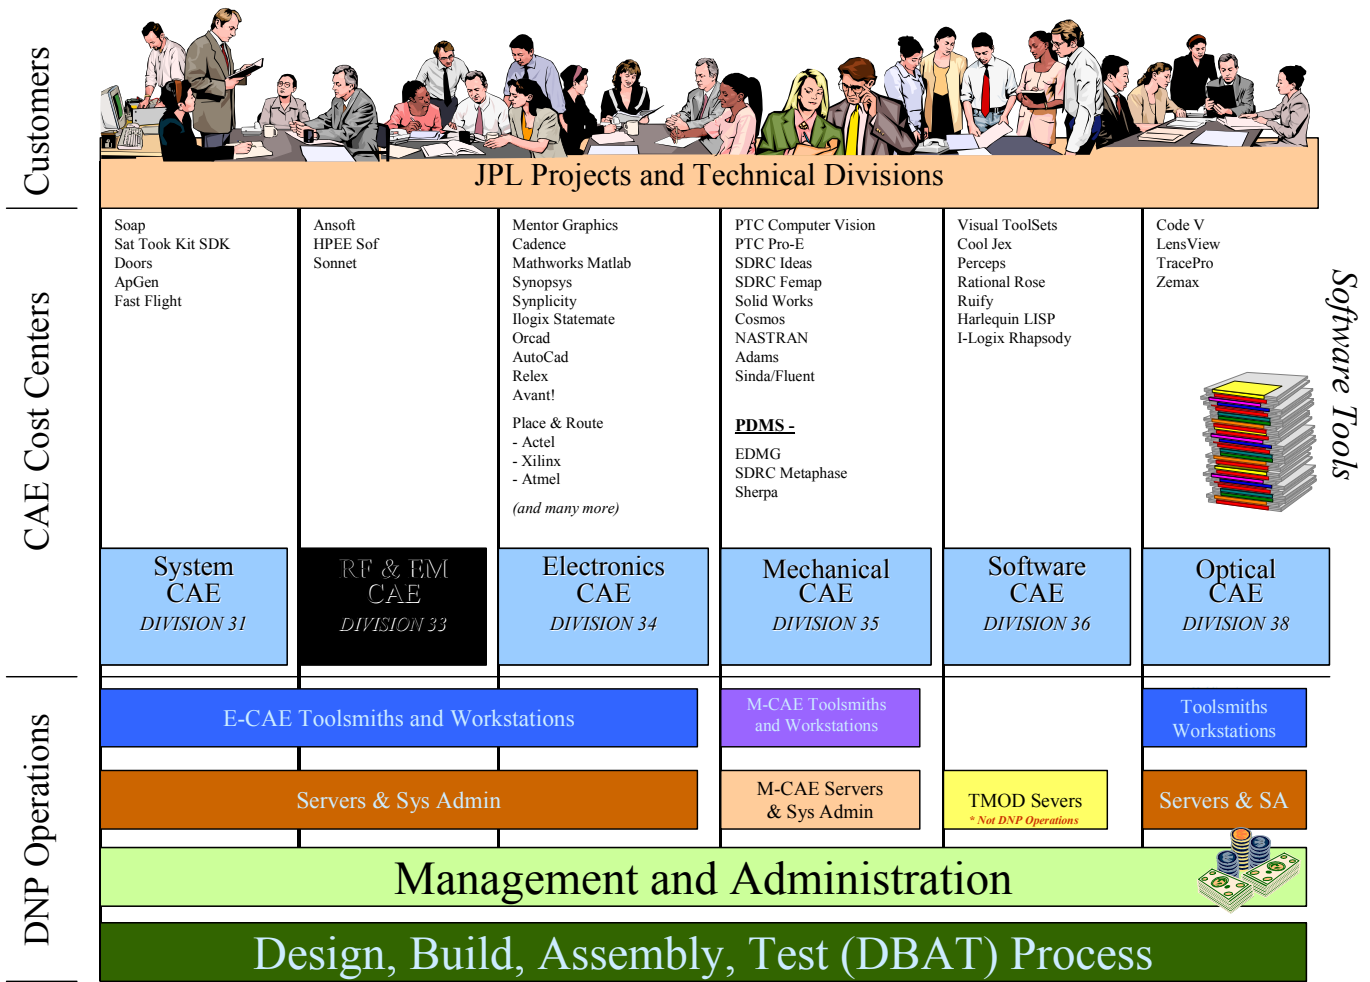 Customers
JPL Projects and Technical Divisions
CAE Cost Centers
Soap
Sat Took Kit SDK
Doors
ApGen
Fast Flight
Ansoft
HPEE Sof
Sonnet
Mentor Graphics
Cadence
Mathworks Matlab
Synopsys
Synplicity
Ilogix Statemate
Orcad
AutoCad
Relex
Avant!
Place & Route
- Actel
- Xilinx
- Atmel
(and many more)
PTC Computer Vision
PTC Pro-E
SDRC Ideas
SDRC Femap
Solid Works
Cosmos
NASTRAN
Adams
Sinda/Fluent
PDMS -
EDMG
SDRC Metaphase
Sherpa
Visual ToolSets
Cool Jex
Perceps
Rational Rose
Ruify
Harlequin LISP
I-Logix Rhapsody
Code V
LensView
TracePro
Zemax
Software Tools
System
CAE
DIVISION 31
RF & EM
CAE
DIVISION 33
Electronics
CAE
DIVISION 34
Mechanical
CAE
DIVISION 35
Software
CAE
DIVISION 36
Optical
CAE
DIVISION 38
DNP Operations
E-CAE Toolsmiths and Workstations
M-CAE Toolsmiths
and Workstations
Toolsmiths
Workstations
Servers & Sys Admin
M-CAE Servers
& Sys Admin
TMOD Severs
* Not DNP Operations
Servers & SA
Management and Administration
Design, Build, Assembly, Test (DBAT) Process